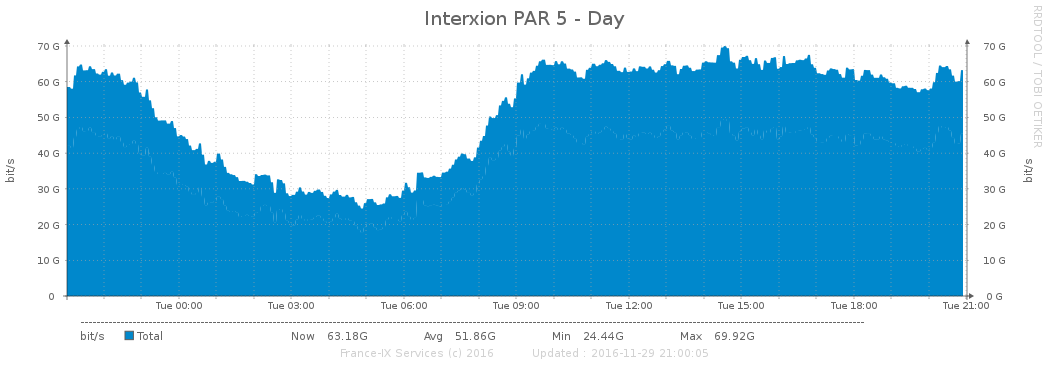 Interxion PAR 5 - Day
RRDTOOL / TOBI OETIKER
70 G 70 G
60 G 60 G
50 G 50 G
40 G 40 G
30 G 30 G
20 G 20 G
10 G 10 G
0 0 G
bit/s
bit/s
Tue 00:00 Tue 03:00 Tue 06:00 Tue 09:00 Tue 12:00 Tue 15:00 Tue 18:00 Tue 21:00
bit/s Total Now 63.18G Avg 51.86G Min 24.44G Max 69.92G
France-IX Services (c) 2016 Updated : 2016-11-29 21:00:05